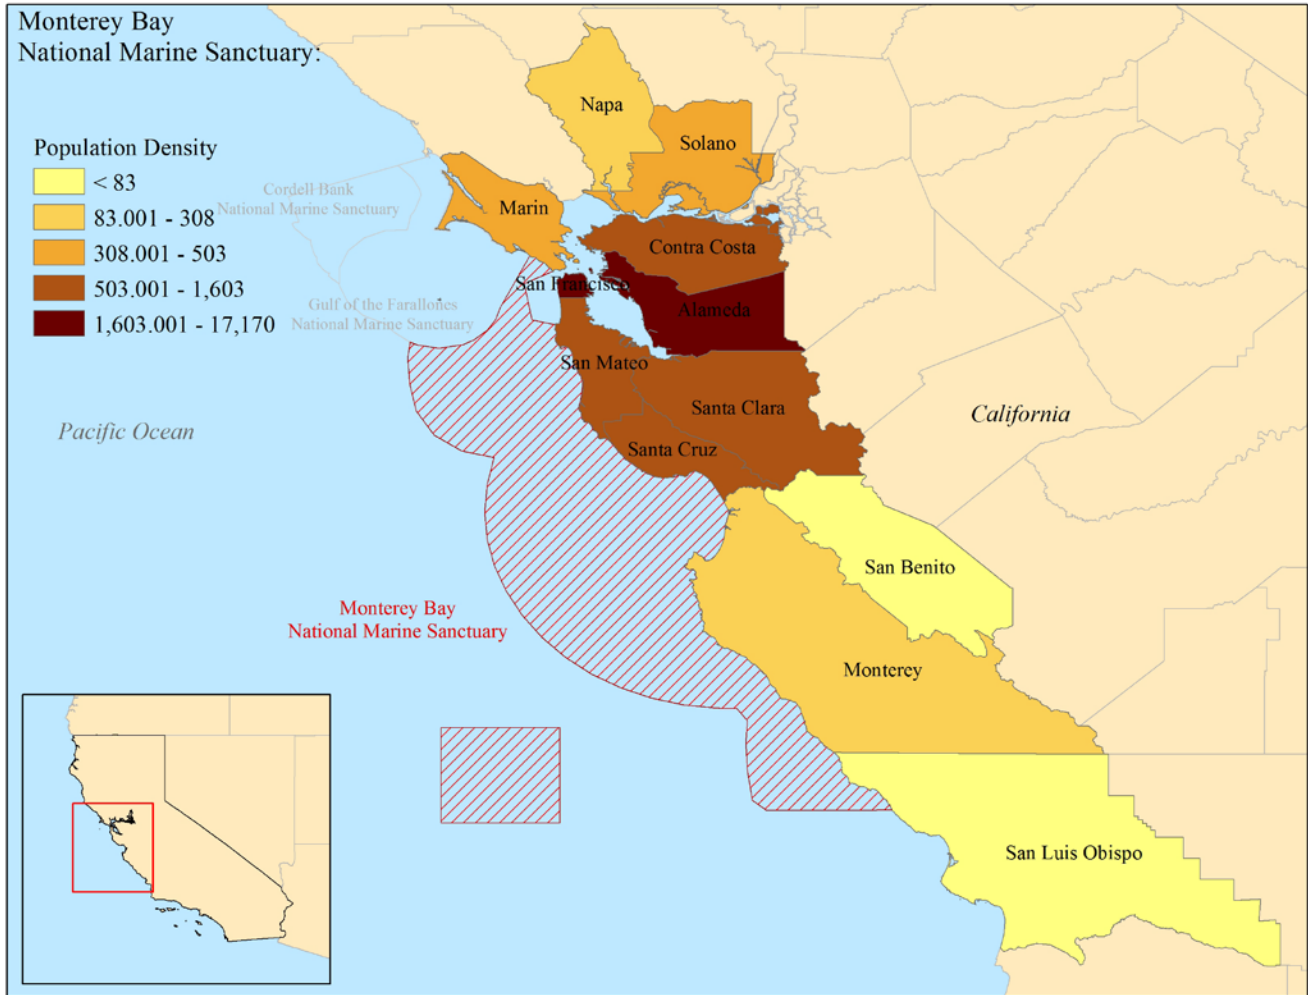 Monterey Bay
National Marine Sanctuary:
Population Density
< 83
83.001 - 308
308.001 - 503
503.001 - 1,603
1,603.001 - 17,170
Napa
Solano
Cordell Bank
National Marine Sanctuary
Marin
Contra Costa
San Francisco
Gulf of the Farallones
National Marine Sanctuary
Alameda
San Mateo
Santa Clara
California
Pacific Ocean
Santa Cruz
San Benito
Monterey Bay
National Marine Sanctuary
Monterey
San Luis Obispo